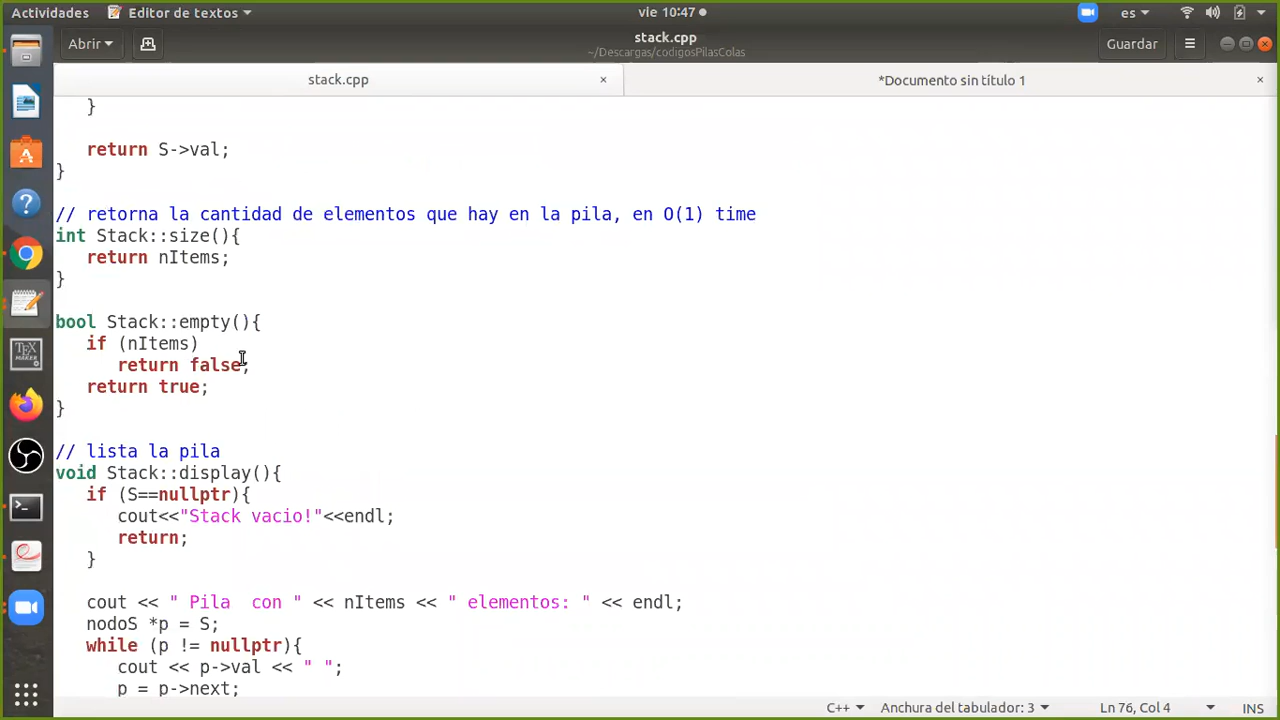 Actividades
Editor de textos
vie 10:47
es
Abrir
stack.cpp
~/Descargas/codigosPilasColas
Guardar
stack.cpp
×
*Documento sin título 1
×
}
return S->val;
}
// retorna la cantidad de elementos que hay en la pila, en O(1) time
int Stack::size(){
return nItems;
}
bool Stack::empty(){
if (nItems)
return false;
return true;
}
// lista la pila
void Stack::display(){
if (S==nullptr){
cout<<"Stack vacio!"<<endl;
return;
}
cout << " Pila  con " << nItems << " elementos: " << endl;
nodoS *p = S;
while (p != nullptr){
cout << p->val << " ";
p = p->next;
C++
Anchura del tabulador: 3
Ln 76, Col 4
INS